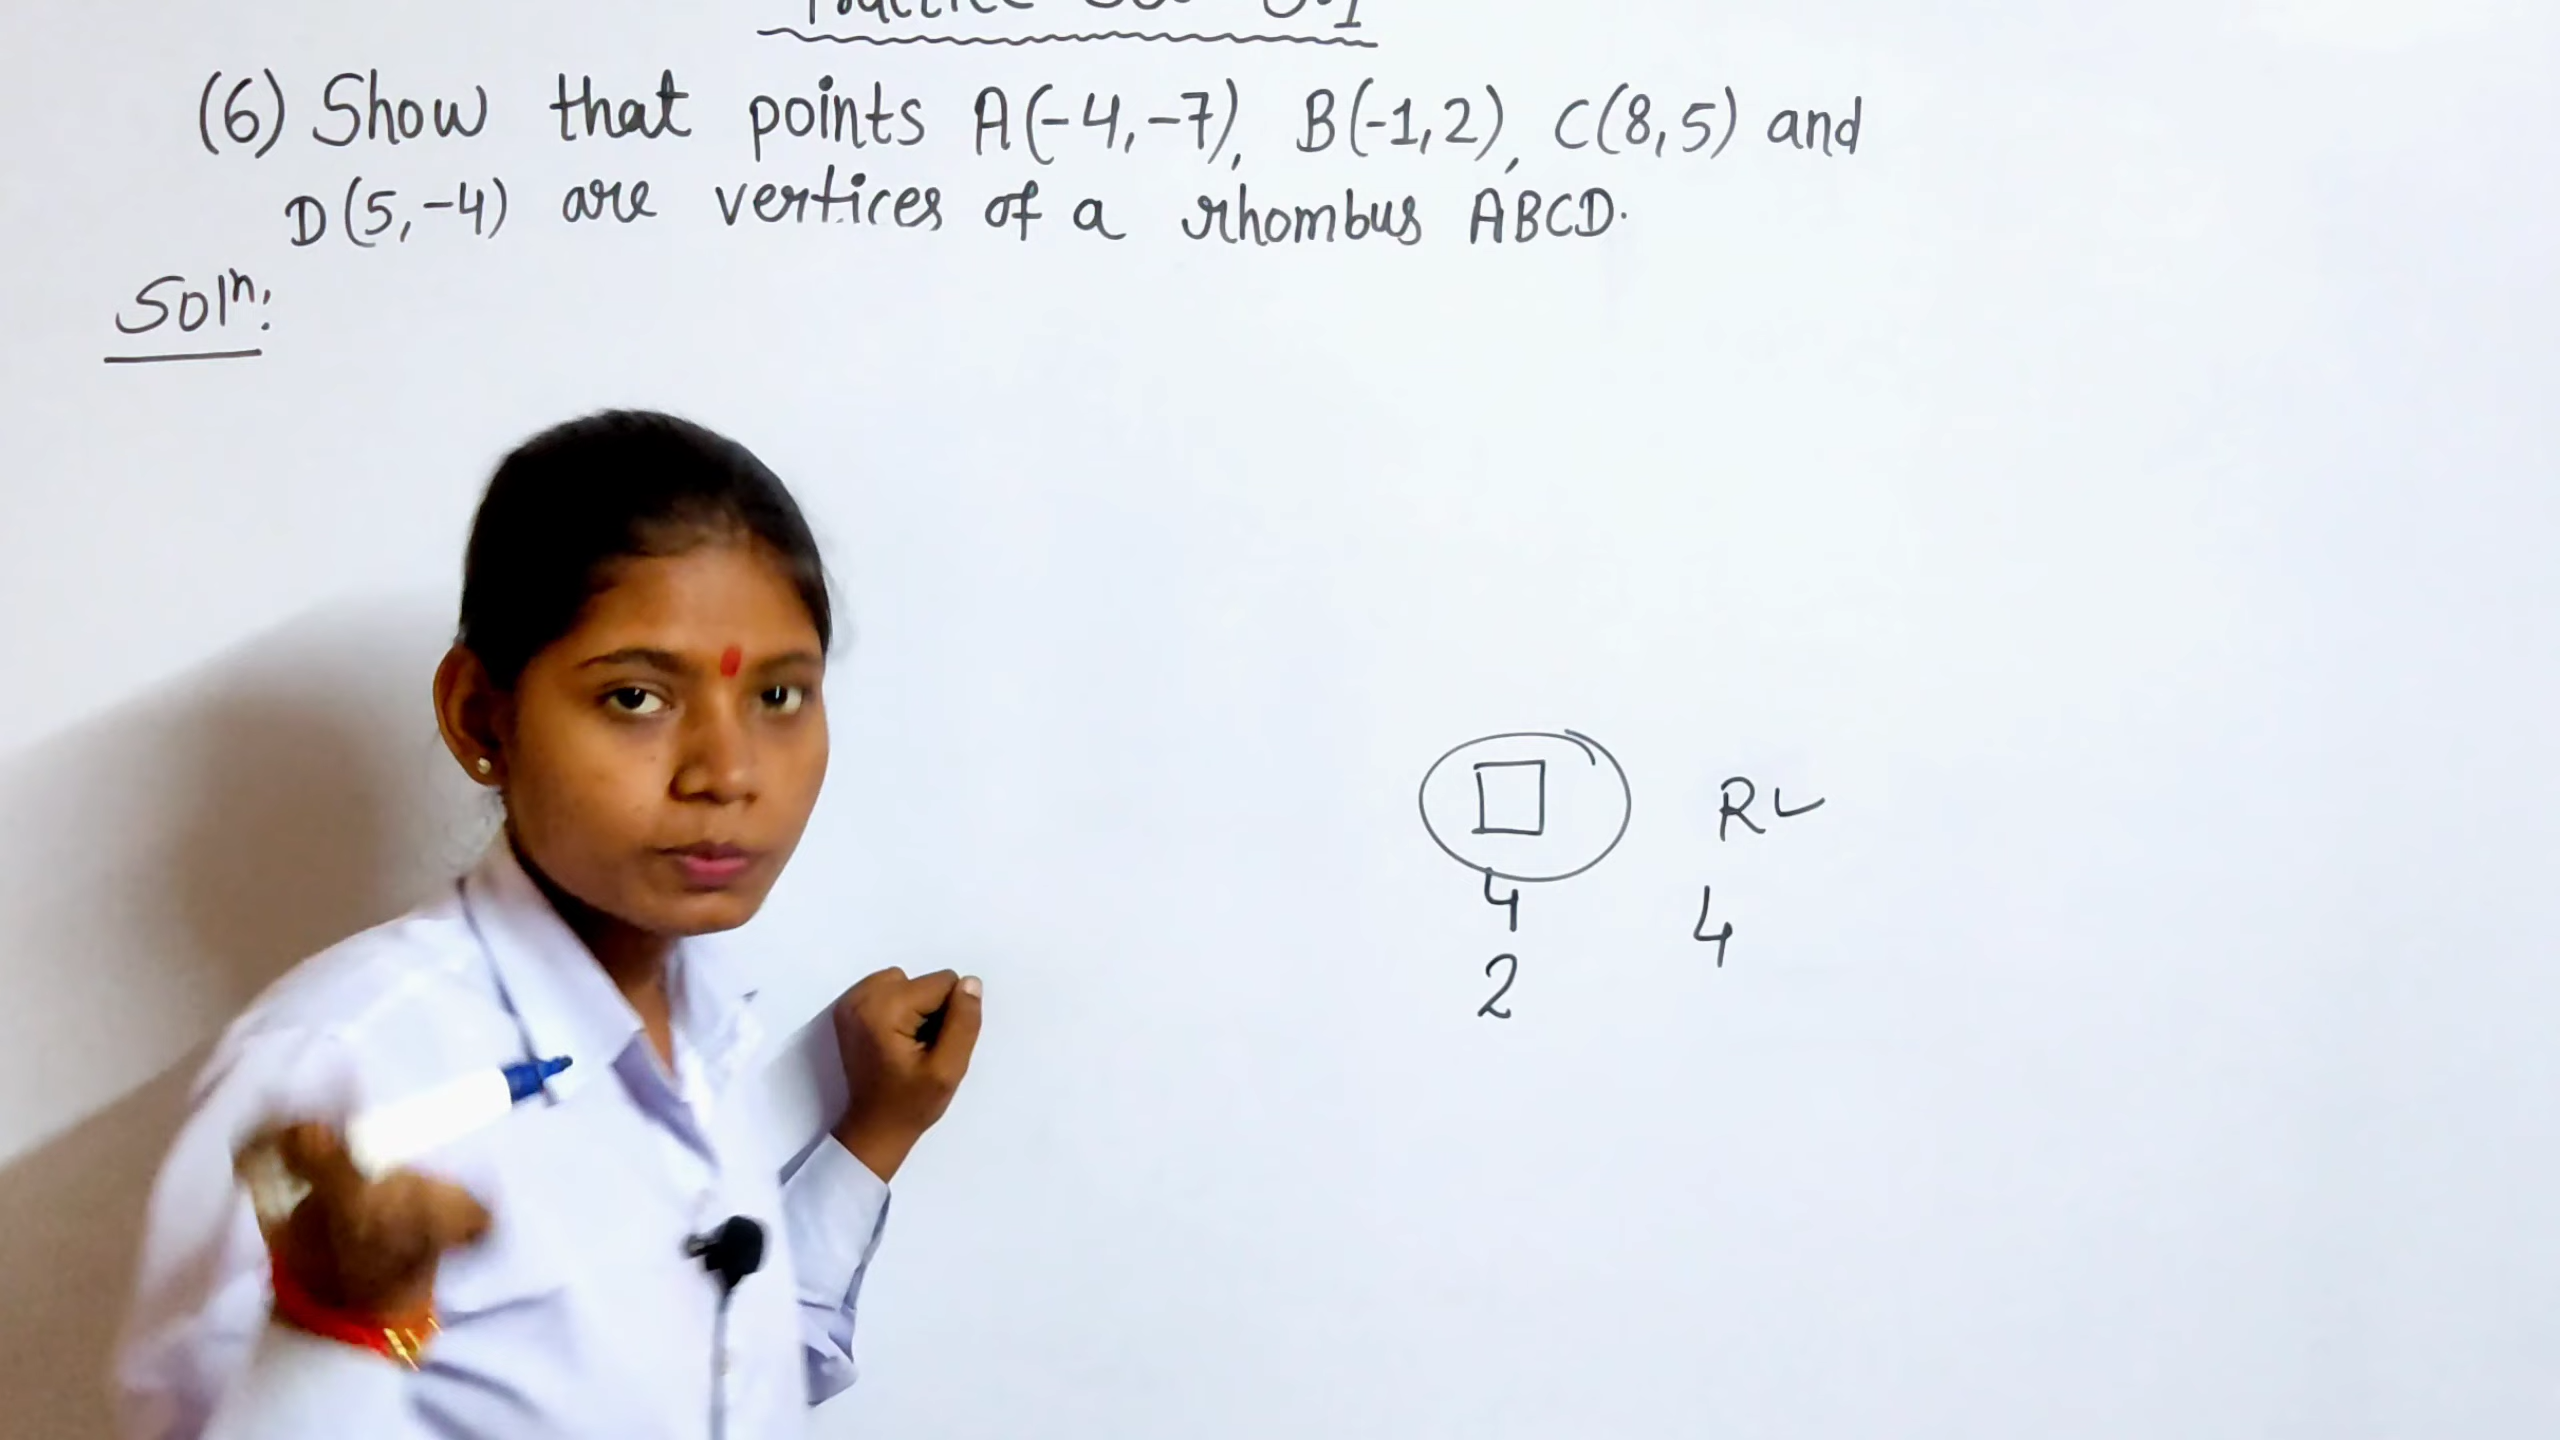 (6) Show that points A(-4,-7), B(-1,2), C(8,5) and
D(5,-4) are vertices of a rhombus ABCD.
Solⁿ:
R
4 4
2